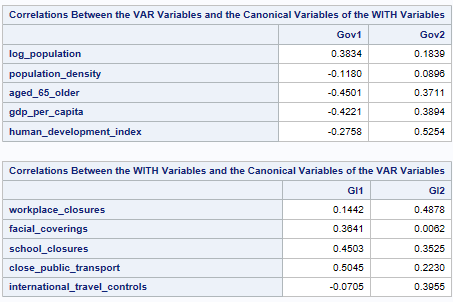 Correlations Between the VAR Variables and the Canonical Variables of the WITH Variables
Gov1 Gov2
log_population 0.3834 0.1839
population_density -0.1180 0.0896
aged_65_older -0.4501 0.3711
gdp_per_capita -0.4221 0.3894
human_development_index -0.2758 0.5254
Correlations Between the WITH Variables and the Canonical Variables of the VAR Variables
GI1 GI2
workplace_closures 0.1442 0.4878
facial_coverings 0.3641 0.0062
school_closures 0.4503 0.3525
close_public_transport 0.5045 0.2230
international_travel_controls -0.0705 0.3955